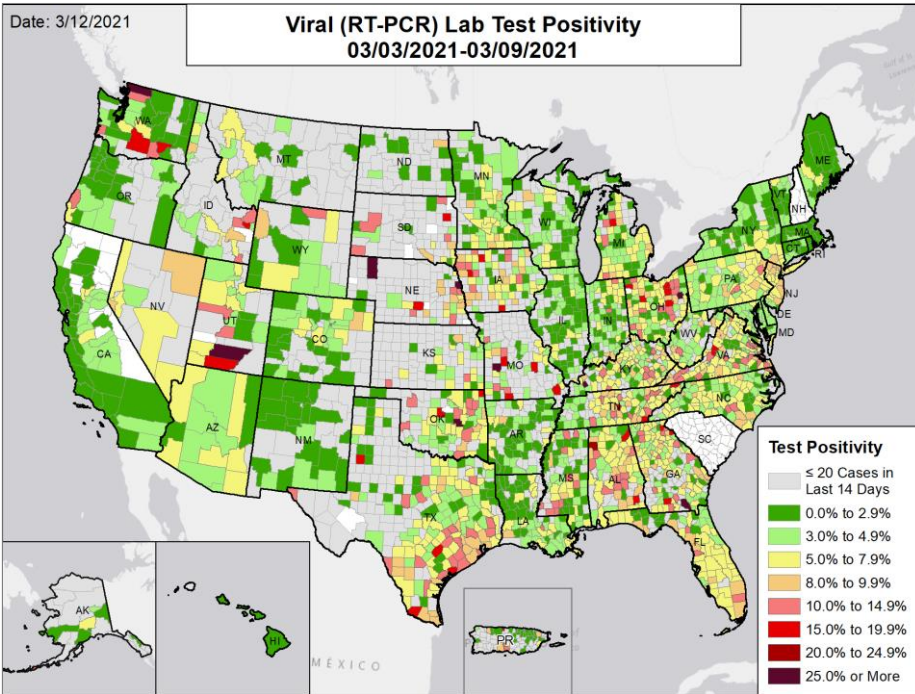 Date: 3/12/2021
Viral (RT-PCR) Lab Test Positivity
03/03/2021-03/09/2021
WA
MT
ND
MN
ME
OR
ID
SD
WI
MI
VT
NH
NY
MA
CT
RI
WY
IA
PA
NJ
NV
NE
OH
DE
UT
IL
IN
MD
CA
CO
WV
KS
MO
KY
VA
AZ
NM
OK
AR
TN
NC
SC
MS
AL
GA
TX
LA
FL
AK
HI
PR
MÉXICO
Test Positivity
≤ 20 Cases in
Last 14 Days
0.0% to 2.9%
3.0% to 4.9%
5.0% to 7.9%
8.0% to 9.9%
10.0% to 14.9%
15.0% to 19.9%
20.0% to 24.9%
25.0% or More